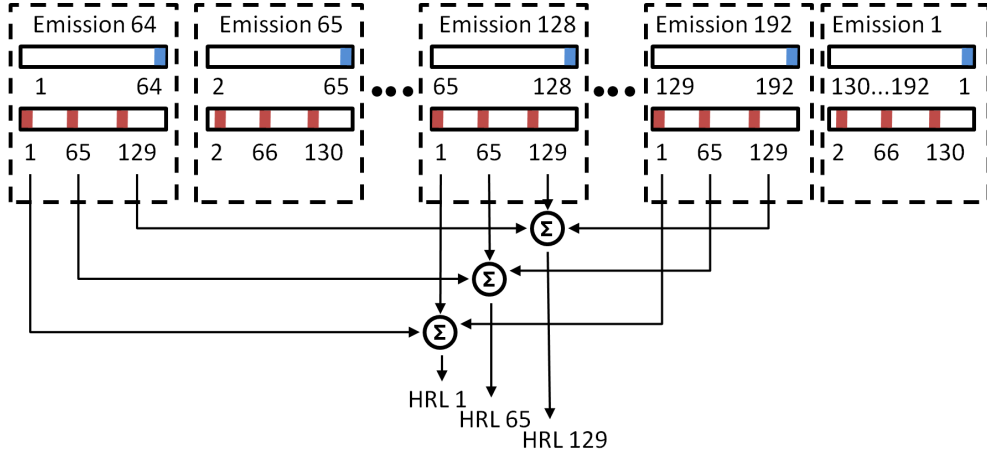 Emission 64 Emission 65 Emission 128 Emission 192 Emission 1
1 64 2 65 65 128 129 192 130...192 1
1 65 129 2 66 130 1 65 129 1 65 129 2 66 130
Σ
Σ
Σ
HRL 1
HRL 65
HRL 129